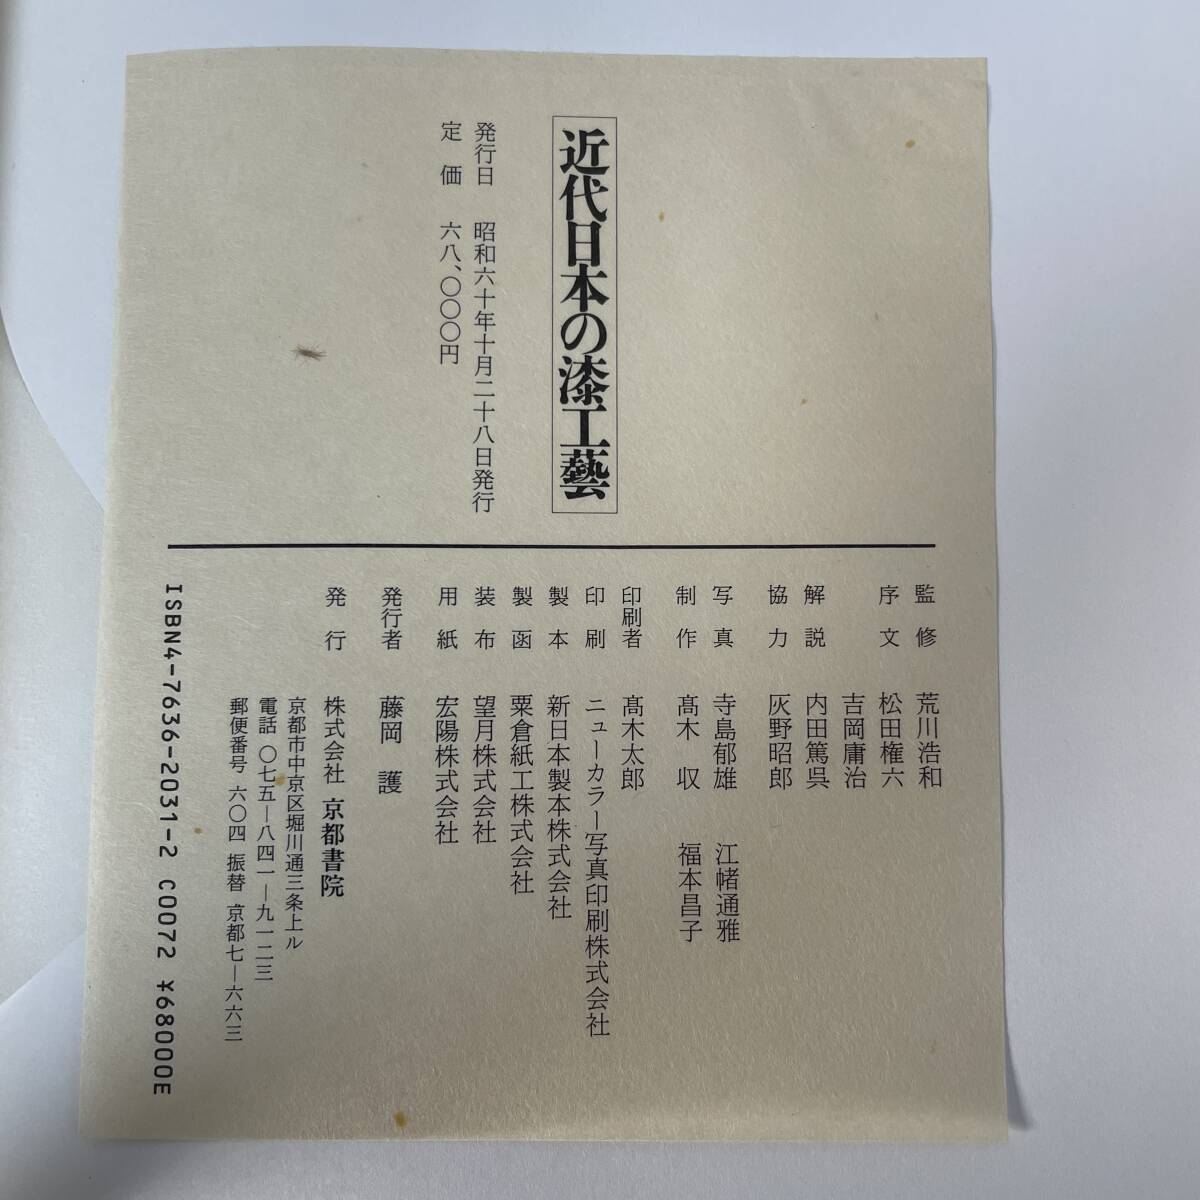 近代日本の漆工藝
発行日 昭和六十年十月二十八日発行
定価 六八、〇〇〇円
監修 荒川浩和
序文 松田権六
吉岡庸治
解説 内田篤呉
協力 灰野昭郎
写真 寺島郁雄 江帾通雅
制作 髙木収 福本昌子
印刷者 髙木太郎
印刷 ニューカラー写真印刷株式会社
製本 新日本製本株式会社
製函 粟倉紙工株式会社
装布 望月株式会社
用紙 宏陽株式会社
発行者 藤岡護
発行 株式会社 京都書院
京都市中京区堀川通三条上ル
電話 〇七五―八四一―九一二三
郵便番号 六〇四 振替 京都七―六六三
ISBN4-7636-2031-2 C0072 ¥68000E